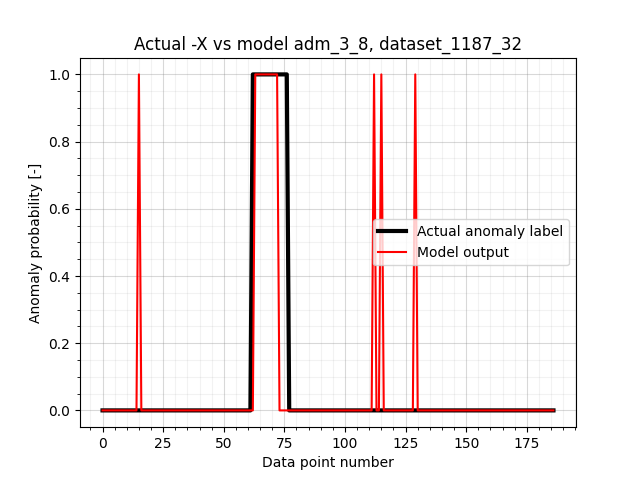 Actual -X vs model adm_3_8, dataset_1187_32
Anomaly probability [-]
1.0
0.8
0.6
0.4
0.2
0.0
Actual anomaly label
Model output
0 25 50 75 100 125 150 175
Data point number